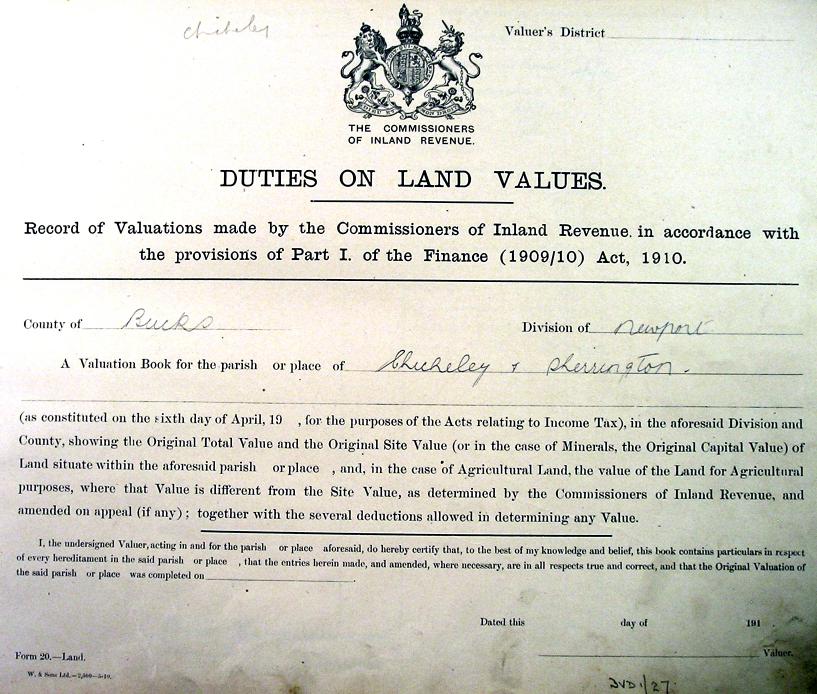 Chicheley
Valuer's District
THE COMMISSIONERS
OF INLAND REVENUE.
DUTIES ON LAND VALUES.
Record of Valuations made by the Commissioners of Inland Revenue. in accordance with
the provisions of Part I. of the Finance (1909/10) Act, 1910.
County of Bucks Division of Newport
A Valuation Book for the parish or place of Chicheley + Sherrington.
(as constituted on the sixth day of April, 19 , for the purposes of the Acts relating to Income Tax), in the aforesaid Division and
County, showing the Original Total Value and the Original Site Value (or in the case of Minerals, the Original Capital Value) of
Land situate within the aforesaid parish or place , and, in the case of Agricultural Land, the value of the Land for Agricultural
purposes, where that Value is different from the Site Value, as determined by the Commissioners of Inland Revenue, and
amended on appeal (if any) ; together with the several deductions allowed in determining any Value.
I, the undersigned Valuer, acting in and for the parish or place aforesaid, do hereby certify that, to the best of my knowledge and belief, this book contains particulars in respect
of every hereditament in the said parish or place , that the entries herein made, and amended, where necessary, are in all respects true and correct, and that the Original Valuation of
the said parish or place was completed on
Dated this day of 191 .
Valuer.
Form 20.—Land.
W. & Sons Ltd.—2,000—5-10.
DVD/1/27